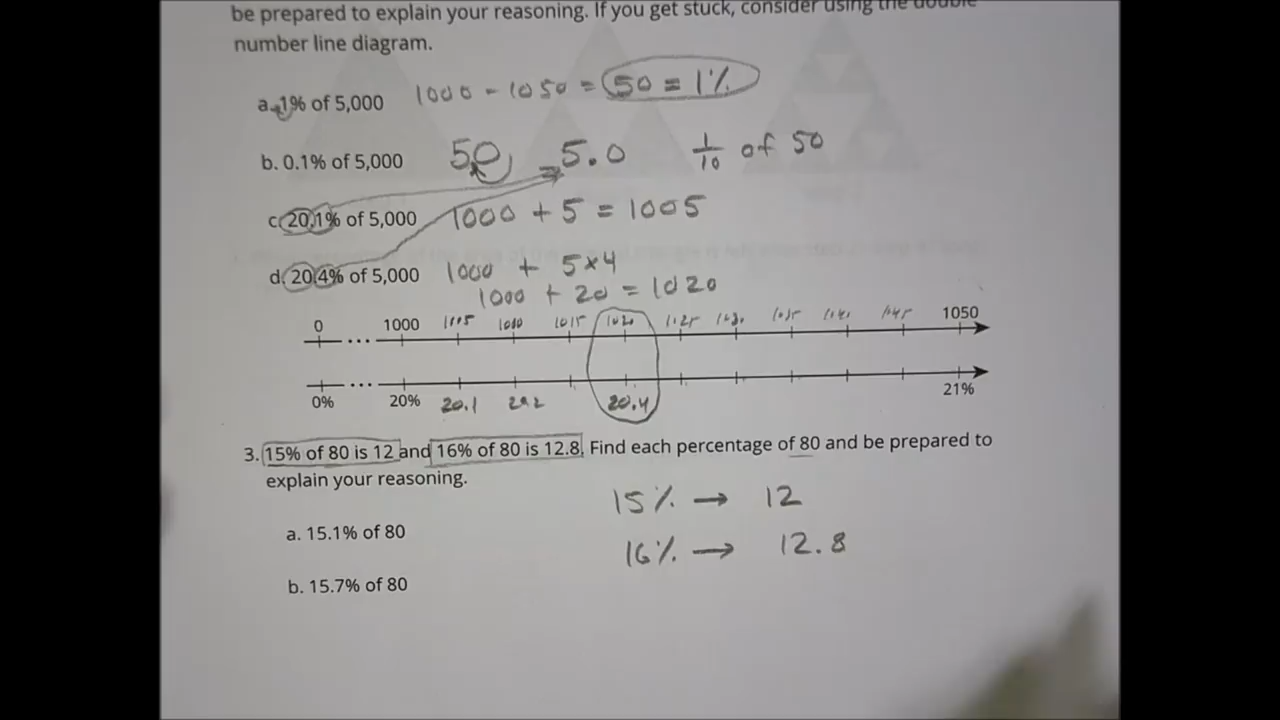 be prepared to explain your reasoning. If you get stuck, consider using the double
number line diagram.
a. 1% of 5,000 1000 - 1050 = 50 = 1%
b. 0.1% of 5,000 50 = 5.0 1/10 of 50
c. 20.1% of 5,000 1000 + 5 = 1005
d. 20.4% of 5,000 1000 + 5 x 4
1000 + 20 = 1020
0 ... 1000 1005 1010 1015 1020 1025 1030 1035 1040 1045 1050
... 
0% 20% 20.1 20.2 20.4 21%
3. 15% of 80 is 12 and 16% of 80 is 12.8. Find each percentage of 80 and be prepared to
explain your reasoning.
15% → 12
a. 15.1% of 80
16% → 12.8
b. 15.7% of 80